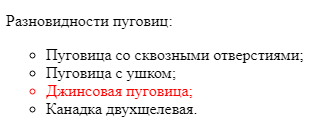 Разновидности пуговиц:
Пуговица со сквозными отверстиями;
Пуговица с ушком;
Джинсовая пуговица;
Канадка двухщелевая.